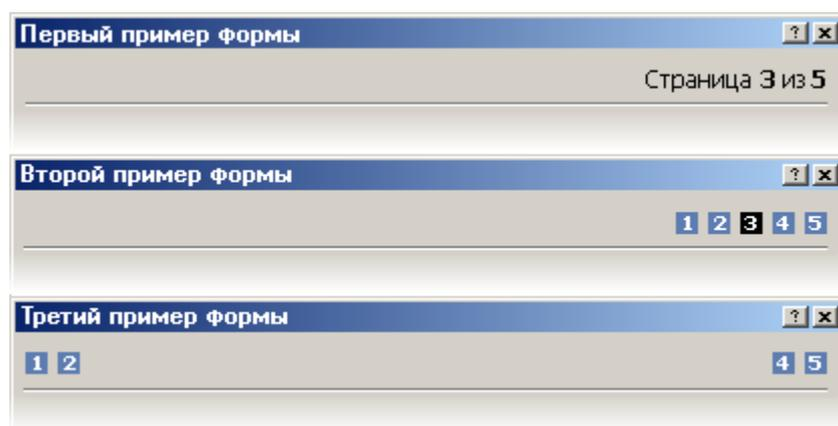 Первый пример формы
Страница 3 из 5
Второй пример формы
1 2 3 4 5
Третий пример формы
1 2 4 5